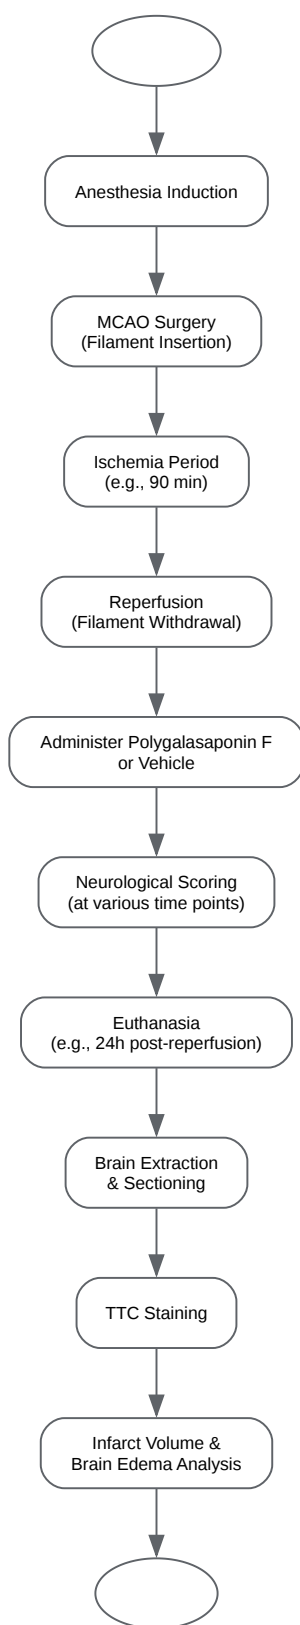 Anesthesia Induction
MCAO Surgery
(Filament Insertion)
Ischemia Period
(e.g., 90 min)
Reperfusion
(Filament Withdrawal)
Administer Polygalasaponin F
or Vehicle
Neurological Scoring
(at various time points)
Euthanasia
(e.g., 24h post-reperfusion)
Brain Extraction
& Sectioning
TTC Staining
Infarct Volume &
Brain Edema Analysis